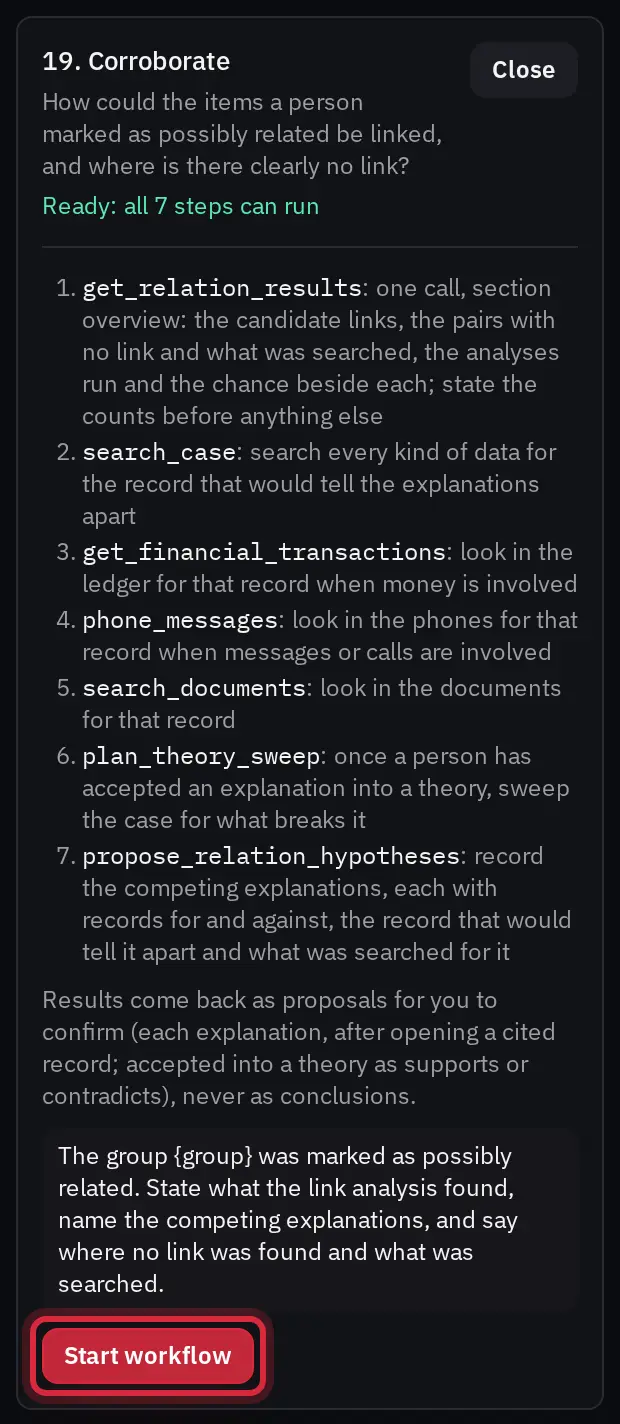 19. Corroborate
Close
How could the items a person
marked as possibly related be linked,
and where is there clearly no link?
Ready: all 7 steps can run
1. get_relation_results: one call, section
overview: the candidate links, the pairs with
no link and what was searched, the analyses
run and the chance beside each; state the
counts before anything else
2. search_case: search every kind of data for
the record that would tell the explanations
apart
3. get_financial_transactions: look in the
ledger for that record when money is involved
4. phone_messages: look in the phones for that
record when messages or calls are involved
5. search_documents: look in the documents
for that record
6. plan_theory_sweep: once a person has
accepted an explanation into a theory, sweep
the case for what breaks it
7. propose_relation_hypotheses: record
the competing explanations, each with
records for and against, the record that would
tell it apart and what was searched for it
Results come back as proposals for you to
confirm (each explanation, after opening a cited
record; accepted into a theory as supports or
contradicts), never as conclusions.
The group {group} was marked as possibly
related. State what the link analysis found,
name the competing explanations, and say
where no link was found and what was
searched.
Start workflow